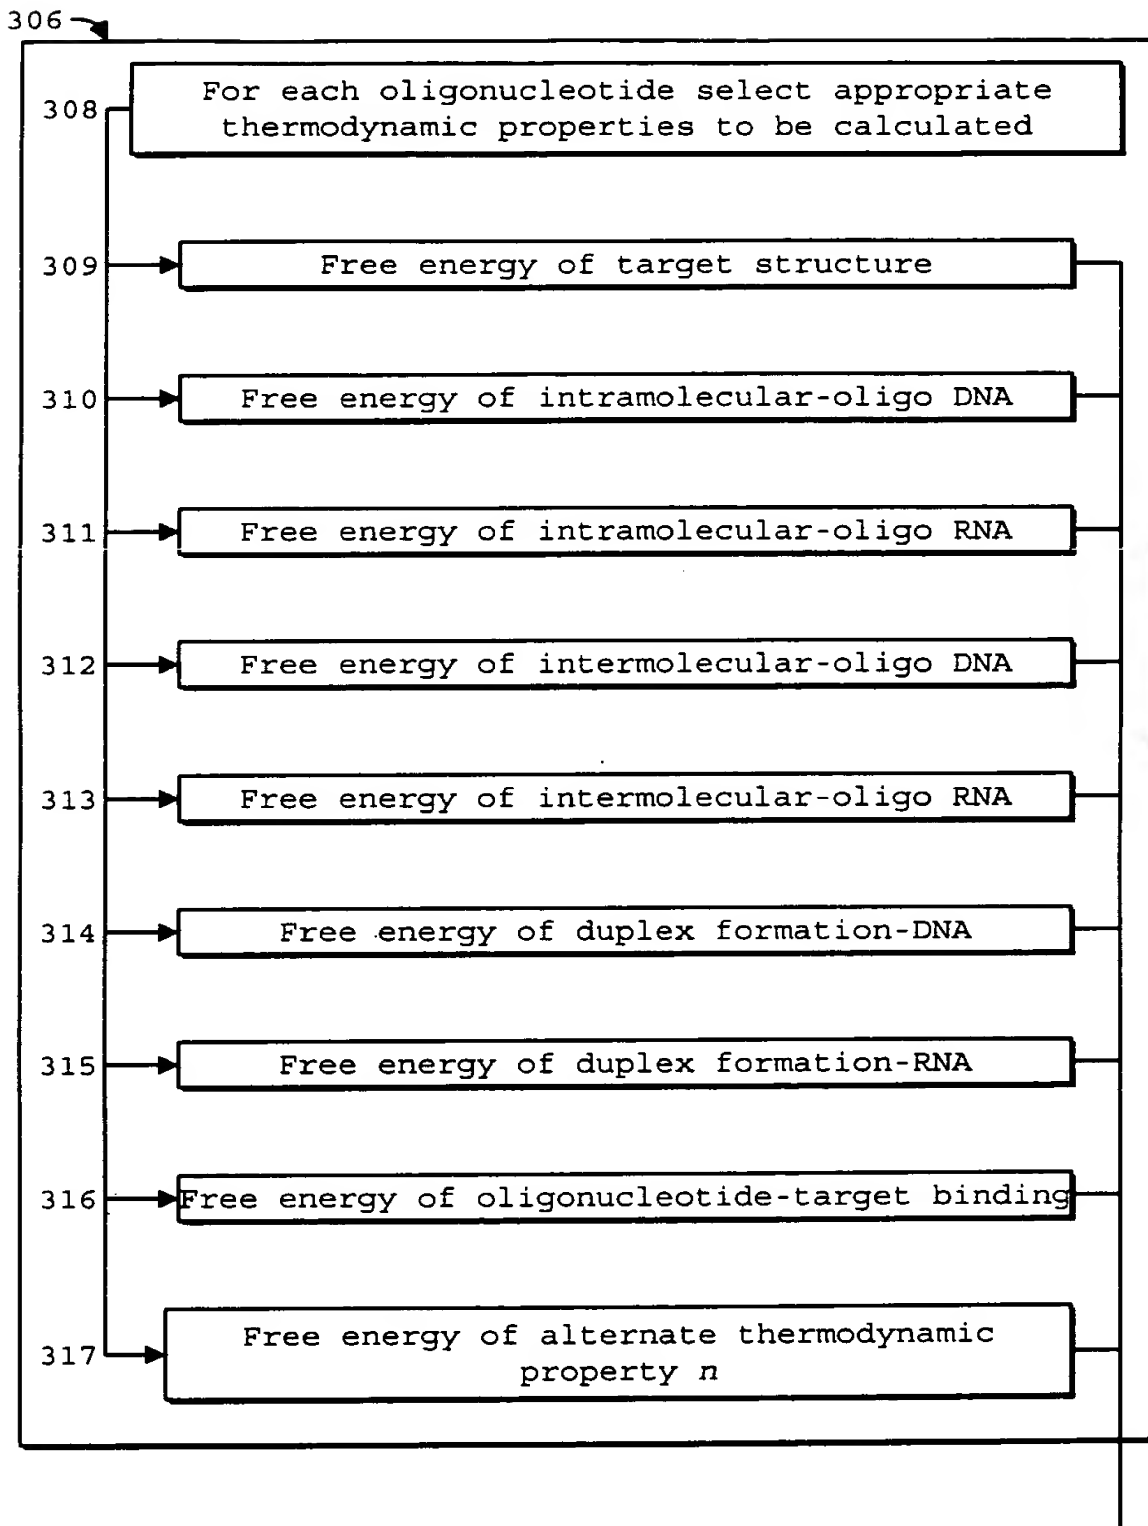 306
308
For each oligonucleotide select appropriate
thermodynamic properties to be calculated
309
Free energy of target structure
310
Free energy of intramolecular-oligo DNA
311
Free energy of intramolecular-oligo RNA
312
Free energy of intermolecular-oligo DNA
313
Free energy of intermolecular-oligo RNA
314
Free energy of duplex formation-DNA
315
Free energy of duplex formation-RNA
316
Free energy of oligonucleotide-target binding
317
Free energy of alternate thermodynamic
property n